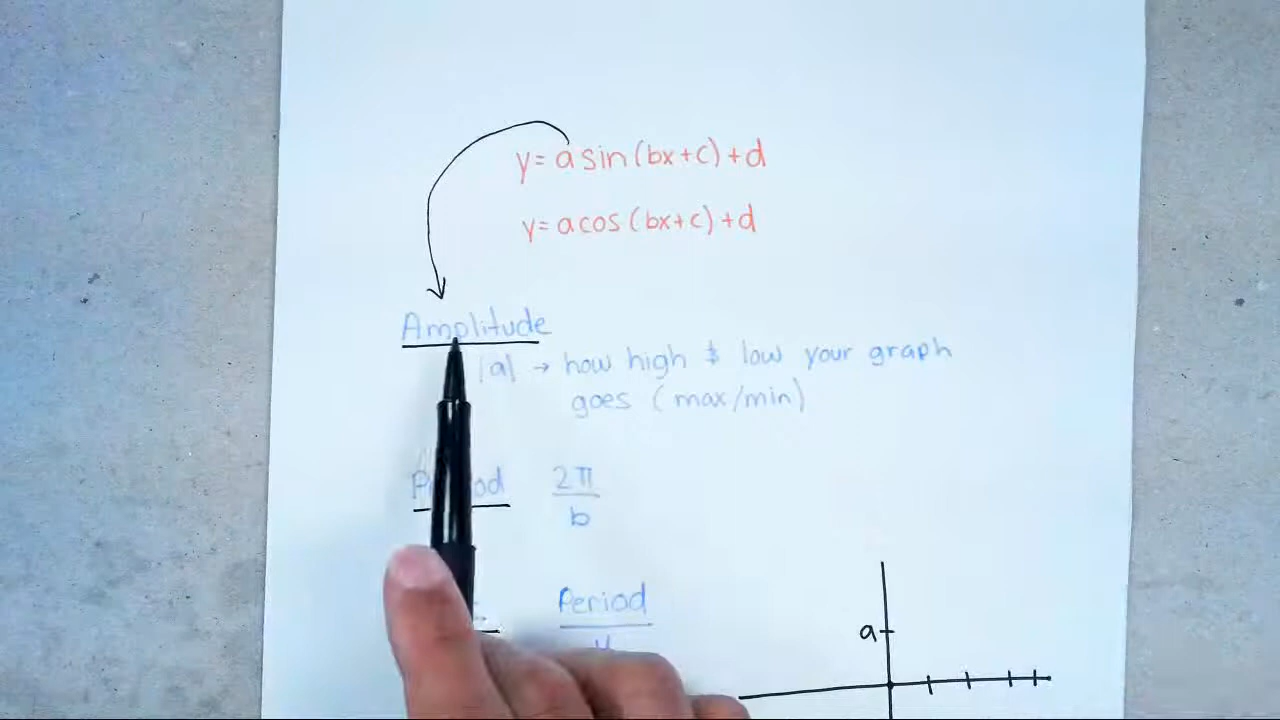 y= a sin(bx+c)+d
y= a cos(bx+c)+d
Amplitude
|a| → how high & low your graph
goes (max/min)
2π
b
Period
a